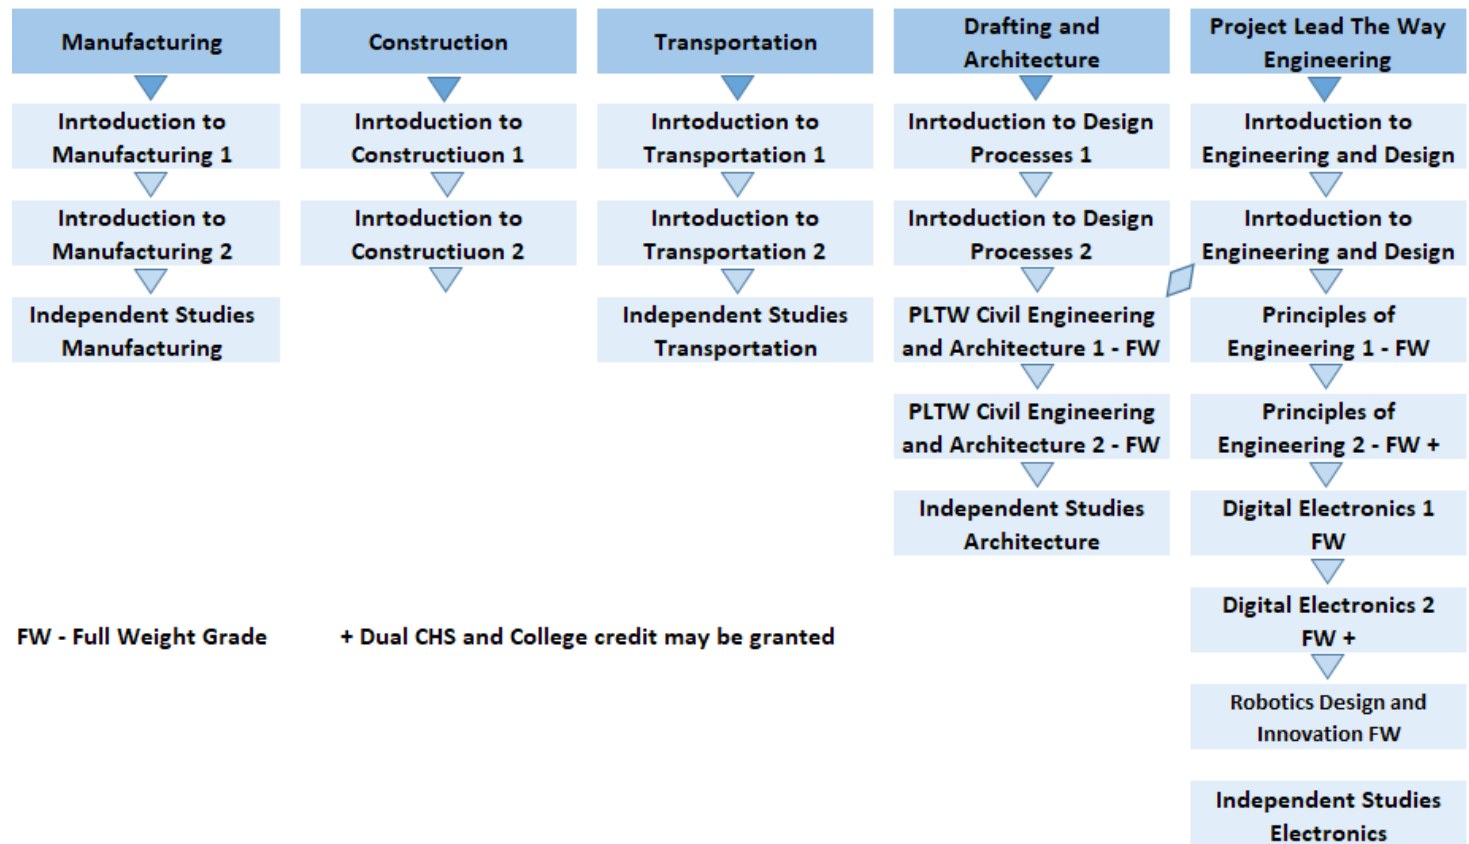 Manufacturing
Inrtoduction to
Manufacturing 1
Introduction to
Manufacturing 2
Independent Studies
Manufacturing
Construction
Inrtoduction to
Constructiuon 1
Inrtoduction to
Constructiuon 2
Transportation
Inrtoduction to
Transportation 1
Inrtoduction to
Transportation 2
Independent Studies
Transportation
Drafting and
Architecture
Inrtoduction to Design
Processes 1
Inrtoduction to Design
Processes 2
PLTW Civil Engineering
and Architecture 1 - FW
PLTW Civil Engineering
and Architecture 2 - FW
Independent Studies
Architecture
Project Lead The Way
Engineering
Inrtoduction to
Engineering and Design
Inrtoduction to
Engineering and Design
Principles of
Engineering 1 - FW
Principles of
Engineering 2 - FW +
Digital Electronics 1
FW
Digital Electronics 2
FW +
Robotics Design and
Innovation FW
Independent Studies
Electronics
FW - Full Weight Grade
+ Dual CHS and College credit may be granted